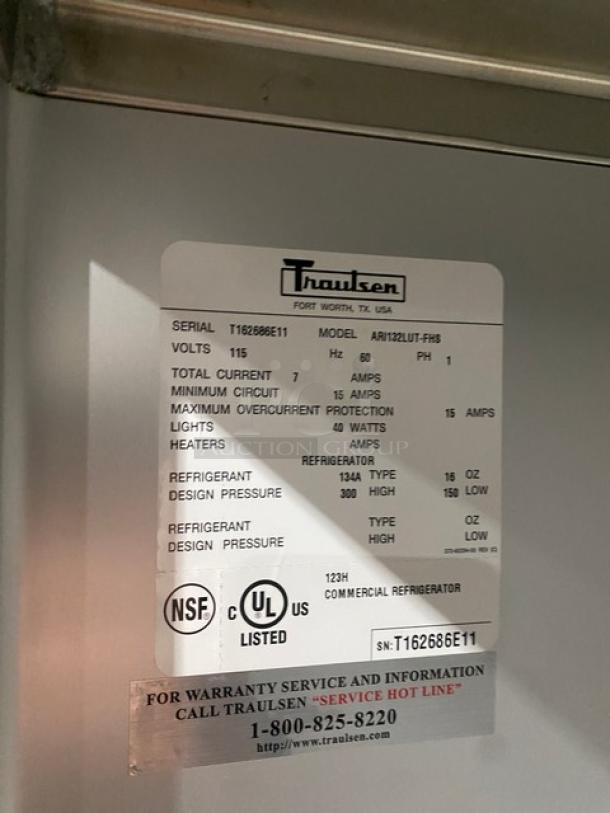 Traulsen
FORT WORTH, TX. USA
SERIAL T162686E11 MODEL ARI132LUT-FHS
VOLTS 115 Hz 60 PH 1
TOTAL CURRENT 7 AMPS
MINIMUM CIRCUIT 15 AMPS
MAXIMUM OVERCURRENT PROTECTION 15 AMPS
LIGHTS 40 WATTS
HEATERS AMPS
AUCTION GROUP
REFRIGERATOR
REFRIGERANT 134A TYPE 16 OZ
DESIGN PRESSURE 300 HIGH 150 LOW
REFRIGERANT TYPE OZ
DESIGN PRESSURE HIGH LOW
NSF®
C UL® US
LISTED
123H
COMMERCIAL REFRIGERATOR
SN: T162686E11
FOR WARRANTY SERVICE AND INFORMATION
CALL TRAULSEN "SERVICE HOT LINE"
1-800-825-8220
http://www.traulsen.com